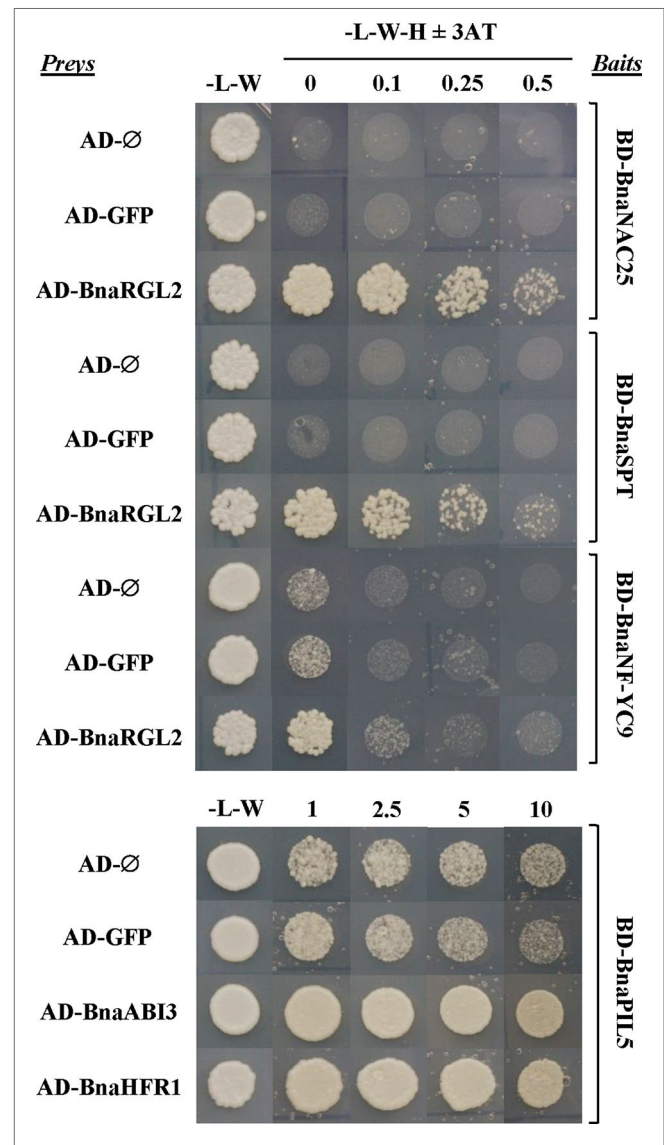 -L-W-H ± 3AT
Preys -L-W 0 0.1 0.25 0.5 Baits
AD-∅
AD-GFP
AD-BnaRGL2
BD-BnaNAC25
AD-∅
AD-GFP
AD-BnaRGL2
BD-BnaSPT
AD-∅
AD-GFP
AD-BnaRGL2
BD-BnaNF-YC9
-L-W 1 2.5 5 10
AD-∅
AD-GFP
AD-BnaABI3
AD-BnaHFR1
BD-BnaPIL5